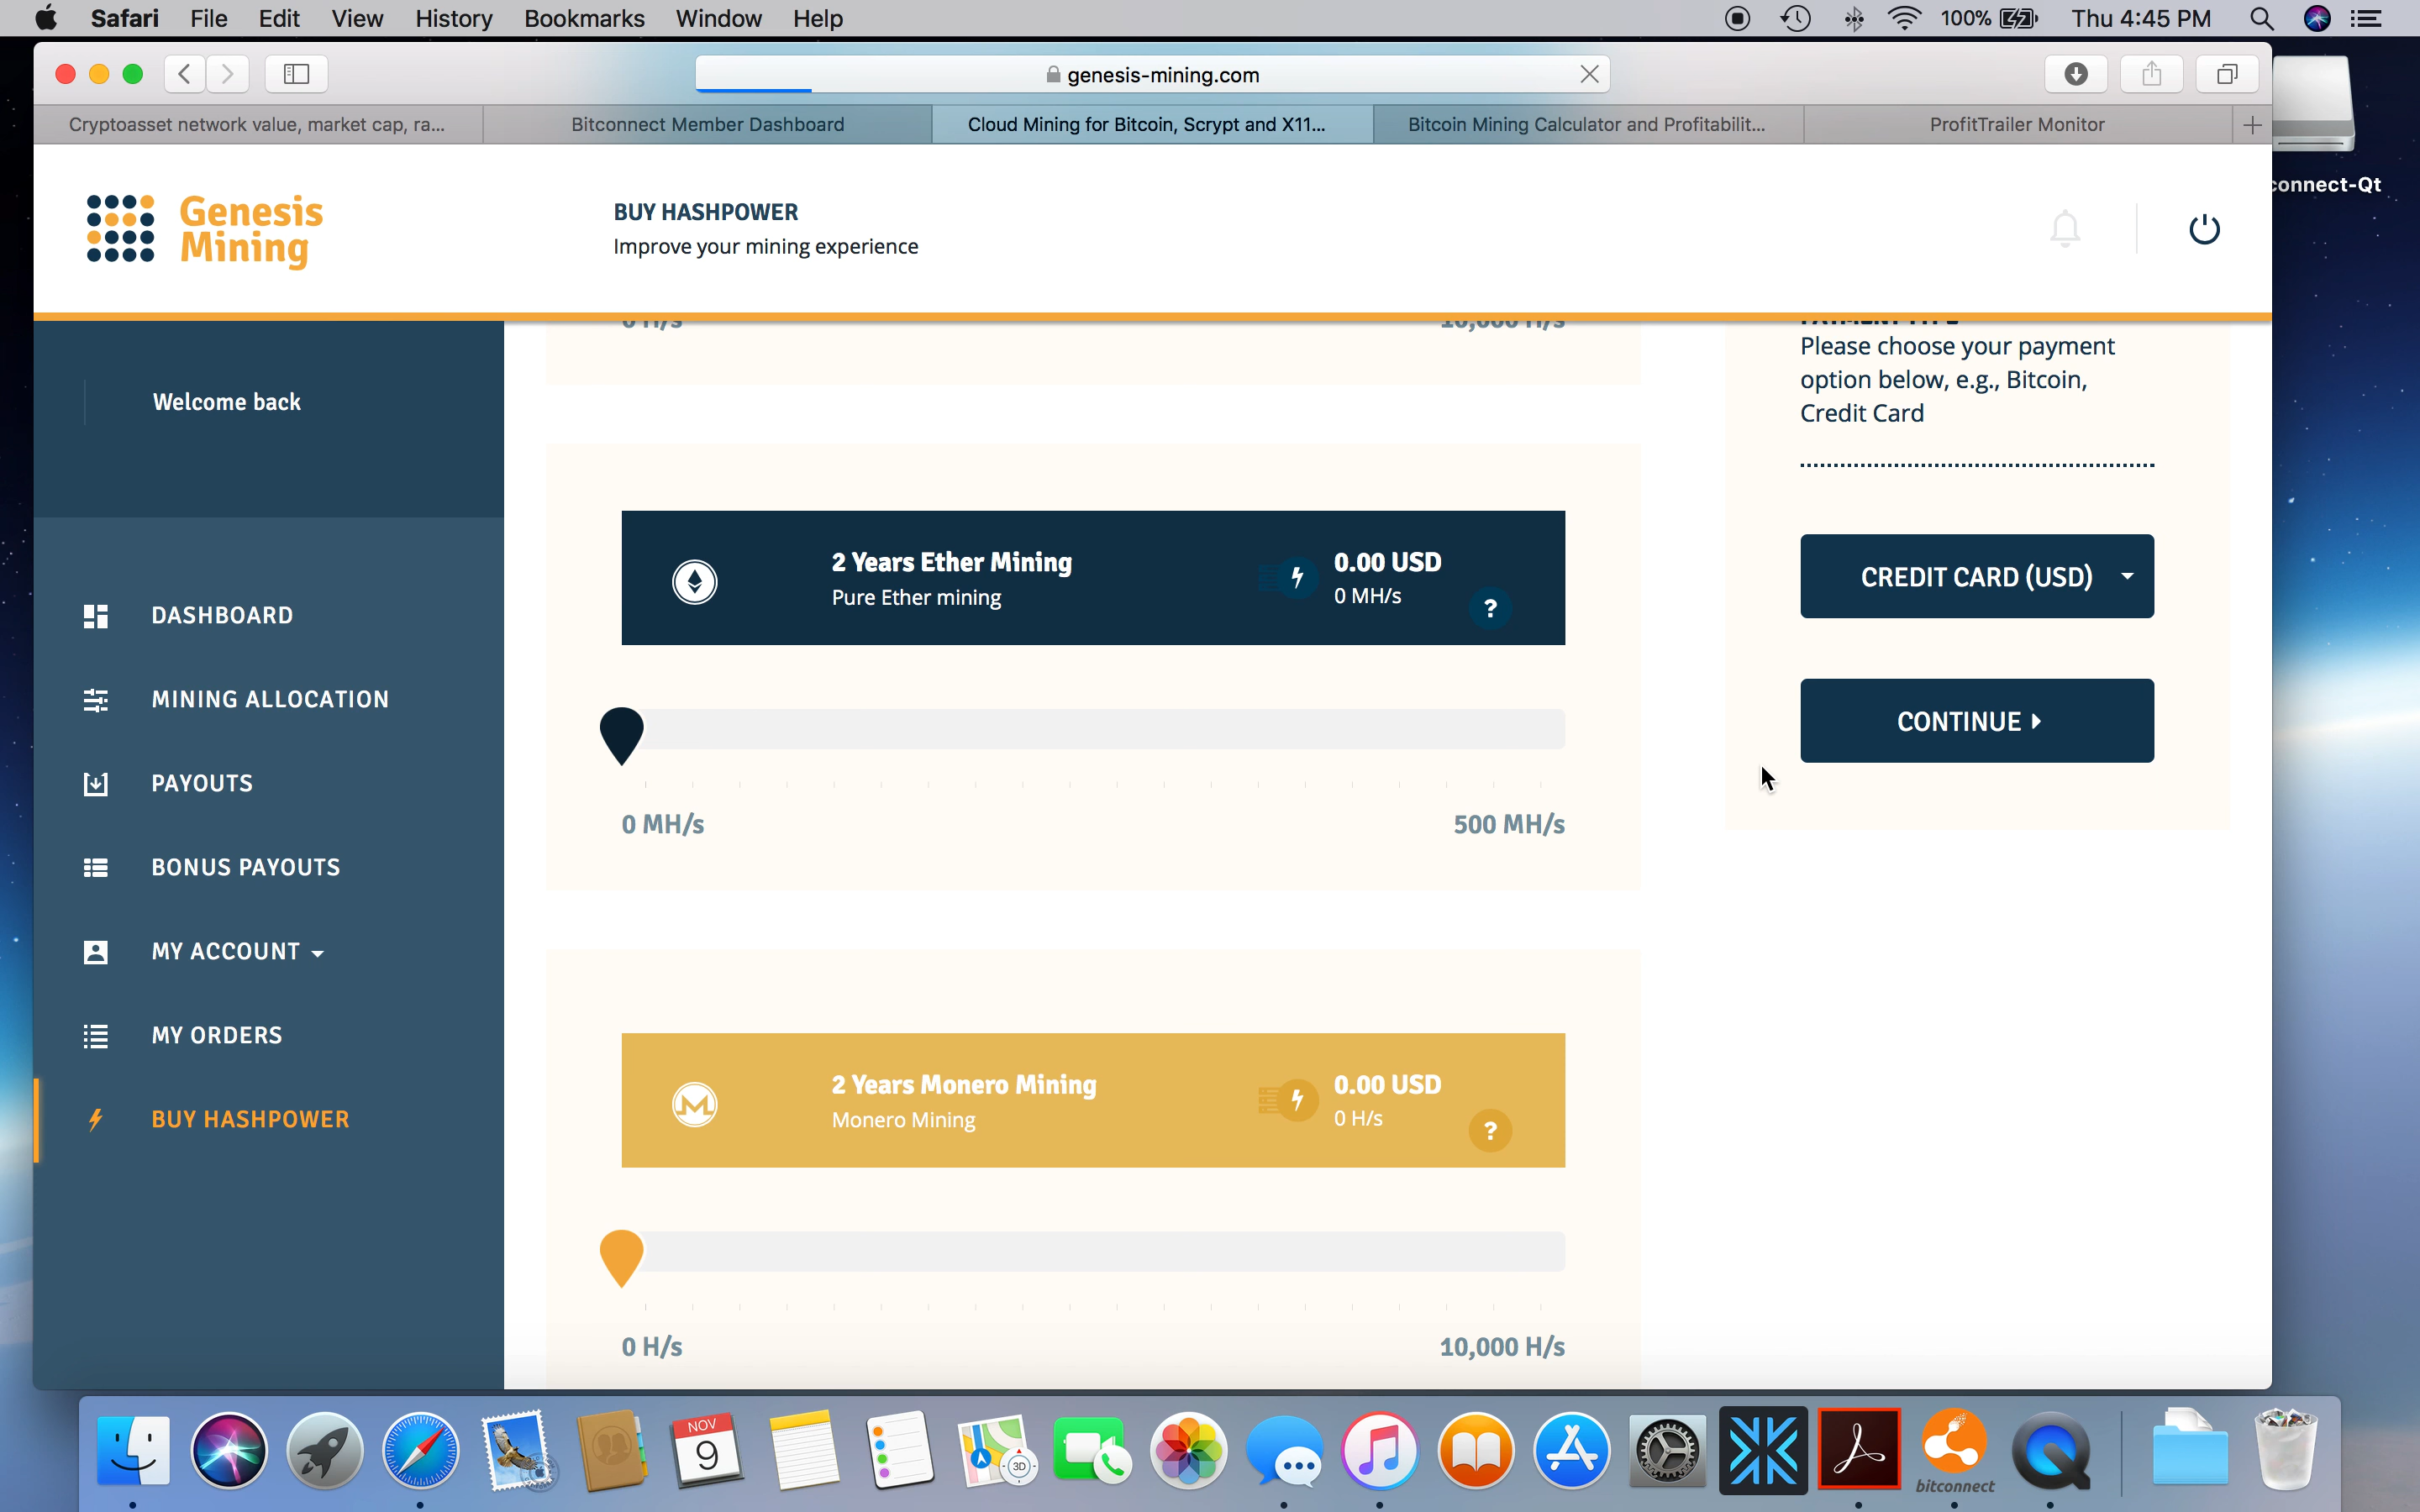 Safari File Edit View History Bookmarks Window Help
100% Thu 4:45 PM
genesis-mining.com
Cryptoasset network value, market cap, ra...
Bitconnect Member Dashboard
Cloud Mining for Bitcoin, Scrypt and X11...
Bitcoin Mining Calculator and Profitabilit...
ProfitTrailer Monitor
connect-Qt
Genesis
Mining
BUY HASHPOWER
Improve your mining experience
Welcome back
DASHBOARD
MINING ALLOCATION
PAYOUTS
BONUS PAYOUTS
MY ACCOUNT
MY ORDERS
BUY HASHPOWER
0 H/s
10,000 H/s
2 Years Ether Mining
Pure Ether mining
0.00 USD
0 MH/s
?
0 MH/s
500 MH/s
2 Years Monero Mining
Monero Mining
0.00 USD
0 H/s
?
0 H/s
10,000 H/s
Please choose your payment
option below, e.g., Bitcoin,
Credit Card
CREDIT CARD (USD)
CONTINUE
NOV
9
3D
bitconnect